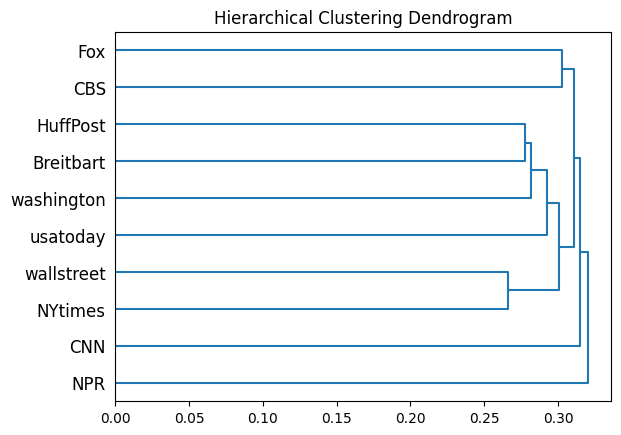 Hierarchical Clustering Dendrogram
Fox
CBS
HuffPost
Breitbart
washington
usatoday
wallstreet
NYtimes
CNN
NPR
0.00 0.05 0.10 0.15 0.20 0.25 0.30